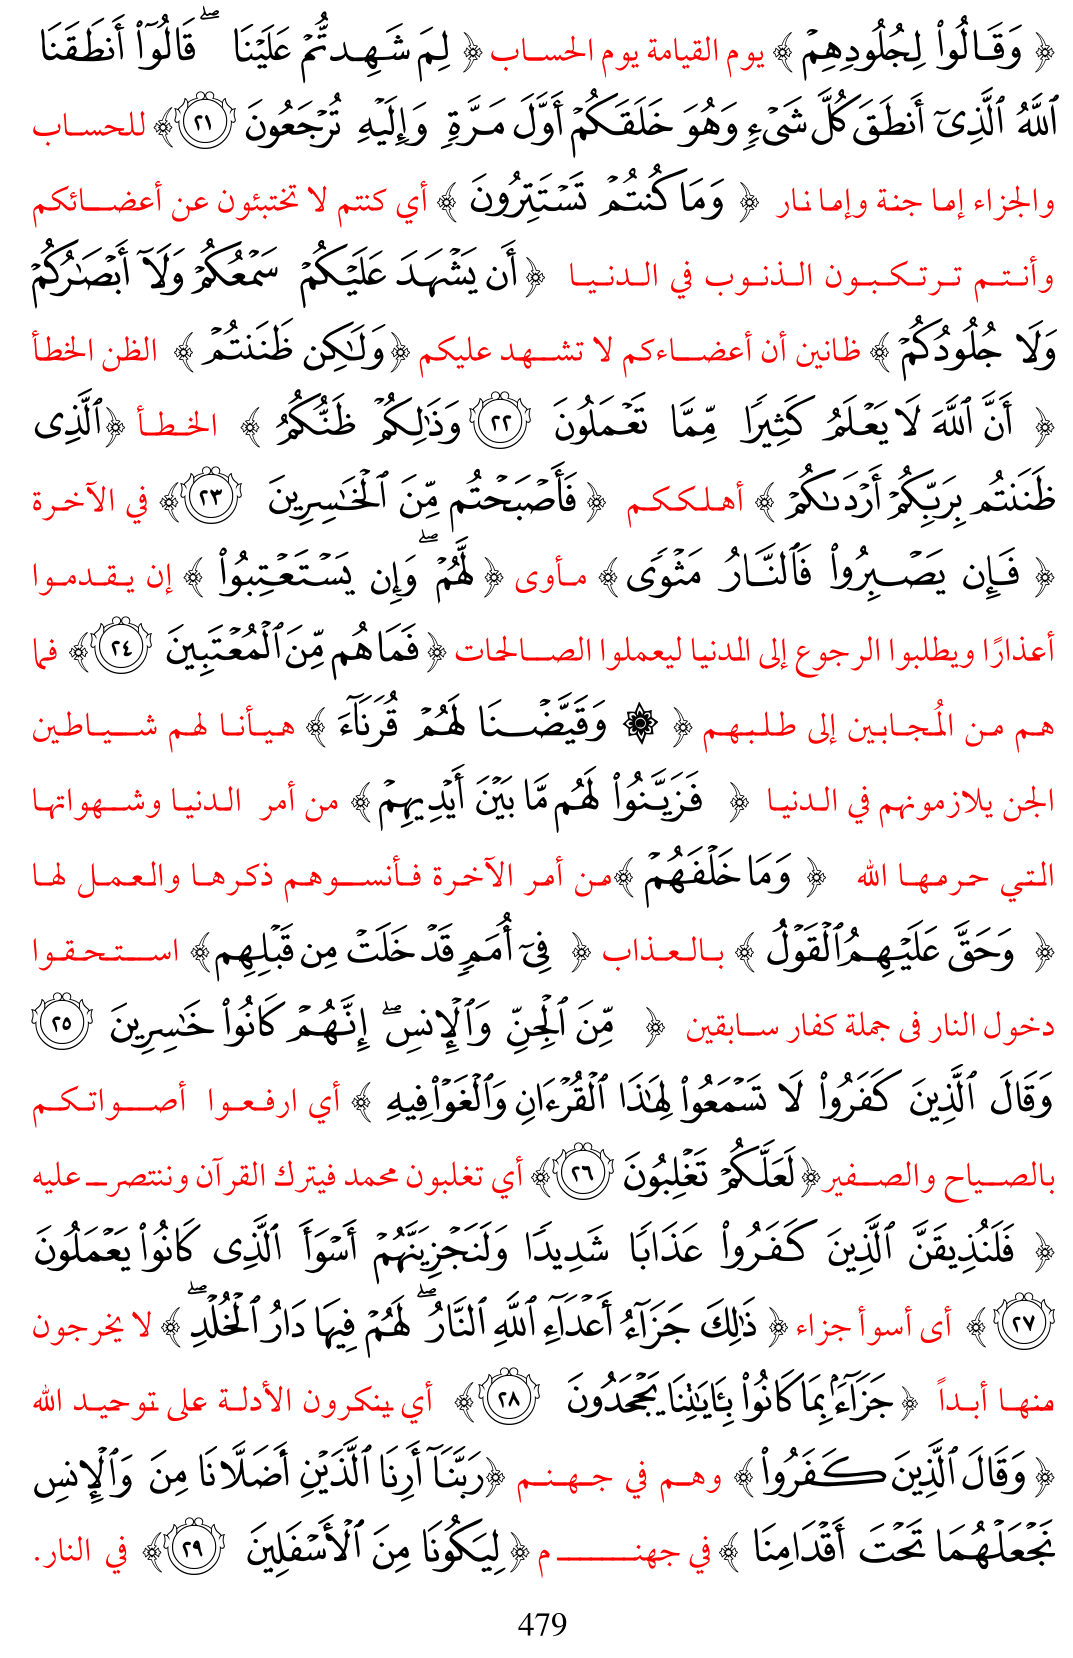 ﴿ وَقَالُوا۟ لِجُلُودِهِمْ ﴾ يوم القيامة يوم الحساب ﴿ لِمَ شَهِدتُّمْ عَلَيْنَا ۖ قَالُوٓا۟ أَنطَقَنَا
ٱللَّهُ ٱلَّذِىٓ أَنطَقَ كُلَّ شَىْءٍ وَهُوَ خَلَقَكُمْ أَوَّلَ مَرَّةٍ وَإِلَيْهِ تُرْجَعُونَ ٢١﴾ للحساب
والجزاء إما جنة وإما نار ﴿ وَمَا كُنتُمْ تَسْتَتِرُونَ ﴾ أي كنتم لا تختبئون عن أعضائكم
وأنتم ترتكبون الذنوب في الدنيا ﴿ أَن يَشْهَدَ عَلَيْكُمْ سَمْعُكُمْ وَلَآ أَبْصَـٰرُكُمْ
وَلَا جُلُودُكُمْ ﴾ ظانين أن أعضاءكم لا تشهد عليكم ﴿وَلَـٰكِن ظَنَنتُمْ ﴾ الظن الخطأ
﴿ أَنَّ ٱللَّهَ لَا يَعْلَمُ كَثِيرًا مِّمَّا تَعْمَلُونَ ٢٢ وَذَٰلِكُمْ ظَنُّكُمُ ﴾ الخطأ ﴿ٱلَّذِى
ظَنَنتُم بِرَبِّكُمْ أَرْدَىٰكُمْ ﴾ أهلككم ﴿ فَأَصْبَحْتُم مِّنَ ٱلْخَـٰسِرِينَ ٢٣﴾ في الآخرة
﴿ فَإِن يَصْبِرُوا۟ فَٱلنَّارُ مَثْوًى﴾ مأوى ﴿ لَّهُمْ ۖ وَإِن يَسْتَعْتِبُوا۟ ﴾ إن يقدموا
أعذارًا ويطلبوا الرجوع إلى المدنيا ليعملوا الصالحات ﴿ فَمَا هُم مِّنَ ٱلْمُعْتَبِينَ ٢٤﴾ فما
هم من المُجابين إلى طلبهم ﴿ ۞ وَقَيَّضْنَا لَهُمْ قُرَنَآءَ ﴾ هيأنا لهم شياطين
الجن يلازمونهم في الدنيا ﴿ فَزَيَّنُوا۟ لَهُم مَّا بَيْنَ أَيْدِيهِمْ﴾ من أمر الدنيا وشهواتها
التي حرمها الله ﴿ وَمَا خَلْفَهُمْ ﴾من أمر الآخرة فأنسوهم ذكرها والعمل لها
﴿ وَحَقَّ عَلَيْهِمُ ٱلْقَوْلُ ﴾ بالعذاب ﴿ فِىٓ أُمَمٍ قَدْ خَلَتْ مِن قَبْلِهِم﴾ استحقوا
دخول النار فى جملة كفار سابقين ﴿ مِّنَ ٱلْجِنِّ وَٱلْإِنسِ ۖ إِنَّهُمْ كَانُوا۟ خَـٰسِرِينَ ٢٥
وَقَالَ ٱلَّذِينَ كَفَرُوا۟ لَا تَسْمَعُوا۟ لِهَـٰذَا ٱلْقُرْءَانِ وَٱلْغَوْا۟ فِيهِ ﴾ أي ارفعوا أصواتكم
بالصياح والصفير﴿ لَعَلَّكُمْ تَغْلِبُونَ ٢٦﴾ أي تغلبون محمد فيترك القرآن وننتصر عليه
﴿ فَلَنُذِيقَنَّ ٱلَّذِينَ كَفَرُوا۟ عَذَابًا شَدِيدًا وَلَنَجْزِيَنَّهُمْ أَسْوَأَ ٱلَّذِى كَانُوا۟ يَعْمَلُونَ
٢٧ ﴾ أى أسوأ جزاء ﴿ ذَٰلِكَ جَزَآءُ أَعْدَآءِ ٱللَّهِ ٱلنَّارُ ۖ لَهُمْ فِيهَا دَارُ ٱلْخُلْدِ ۖ ﴾ لا يخرجون
منها أبداً ﴿ جَزَآءًۢ بِمَا كَانُوا۟ بِـَٔايَـٰتِنَا يَجْحَدُونَ ٢٨ ﴾ أي ينكرون الأدلة على توحيد الله
﴿ وَقَالَ ٱلَّذِينَ كَفَرُوا۟ ﴾ وهم في جهنم ﴿رَبَّنَآ أَرِنَا ٱلَّذَيْنِ أَضَلَّانَا مِنَ ٱلْجِنِّ وَٱلْإِنسِ
نَجْعَلْهُمَا تَحْتَ أَقْدَامِنَا ﴾ في جهنم ﴿ لِيَكُونَا مِنَ ٱلْأَسْفَلِينَ ٢٩﴾ في النار.
479